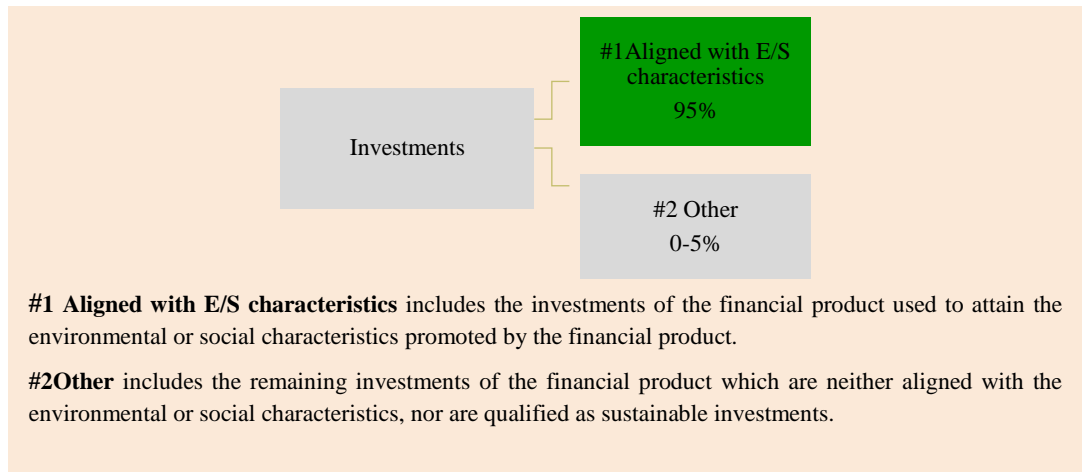 #1Aligned with E/S
characteristics
95%
Investments
#2 Other
0-5%
#1 Aligned with E/S characteristics includes the investments of the financial product used to attain the
environmental or social characteristics promoted by the financial product.
#2Other includes the remaining investments of the financial product which are neither aligned with the
environmental or social characteristics, nor are qualified as sustainable investments.